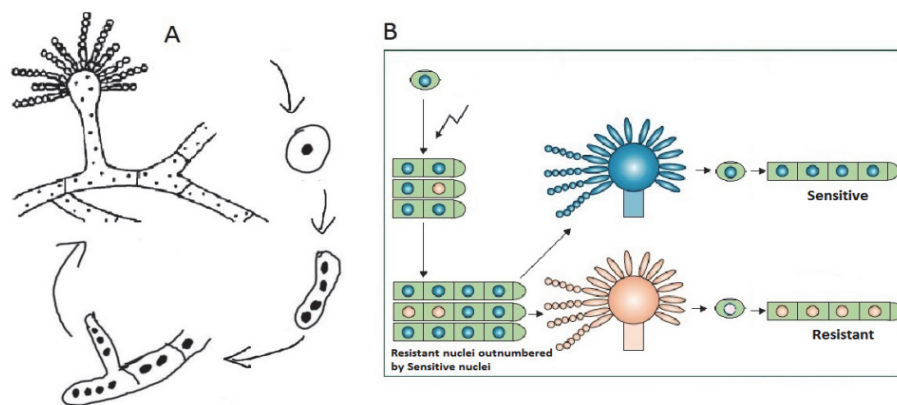 A
B
Sensitive
Resistant
Resistant nuclei outnumbered
by Sensitive nuclei